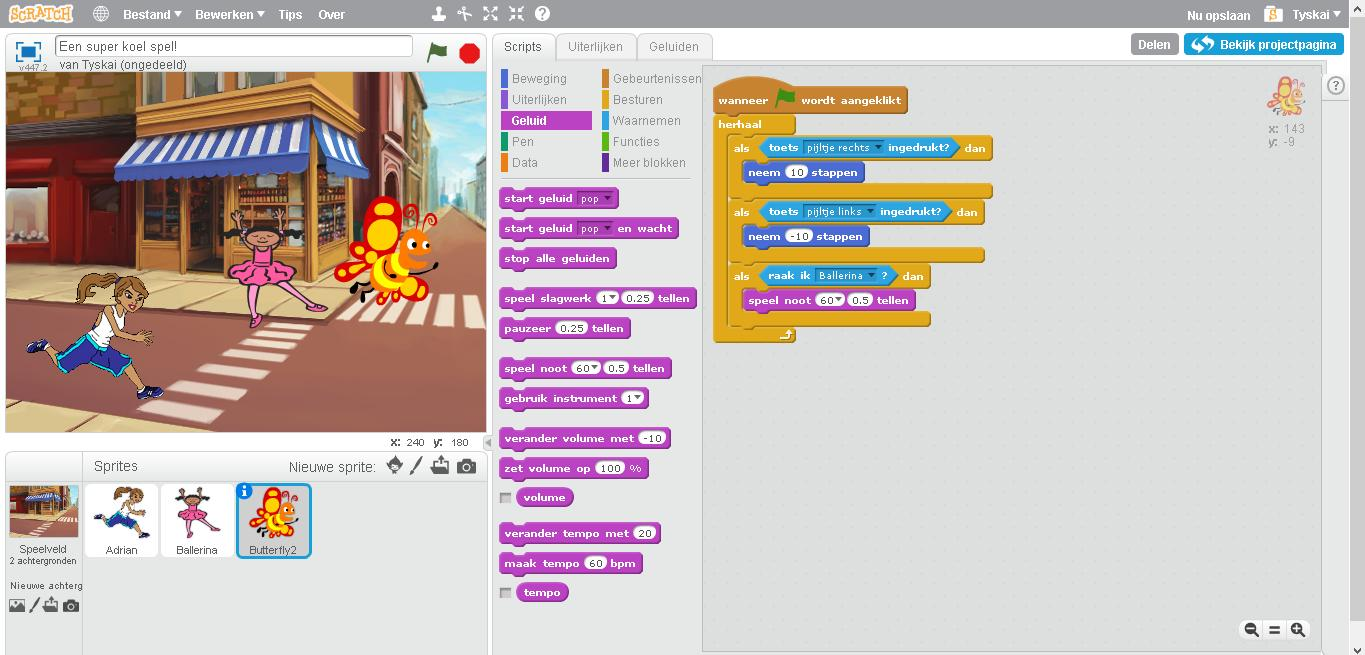 SCRATCH Bestand Bewerken Tips Over Nu opslaan Tyskai
v447.2 Een super koel spel!
van Tyskai (ongedeeld)
Scripts Uiterlijken Geluiden Delen Bekijk projectpagina
Beweging Gebeurtenissen
Uiterlijken Besturen
Geluid Waarnemen
Pen Functies
Data Meer blokken
start geluid pop
start geluid pop en wacht
stop alle geluiden
speel slagwerk 1 0.25 tellen
pauzeer 0.25 tellen
speel noot 60 0.5 tellen
gebruik instrument 1
verander volume met -10
zet volume op 100 %
volume
verander tempo met 20
maak tempo 60 bpm
tempo
wanneer wordt aangeklikt
herhaal
als toets pijltje rechts ingedrukt? dan
neem 10 stappen
als toets pijltje links ingedrukt? dan
neem -10 stappen
als raak ik Ballerina ? dan
speel noot 60 0.5 tellen
x: 143
y: -9
x: 240 y: 180
Sprites Nieuwe sprite:
Speelveld
2 achtergronden
Nieuwe achterg
Adrian Ballerina Butterfly2